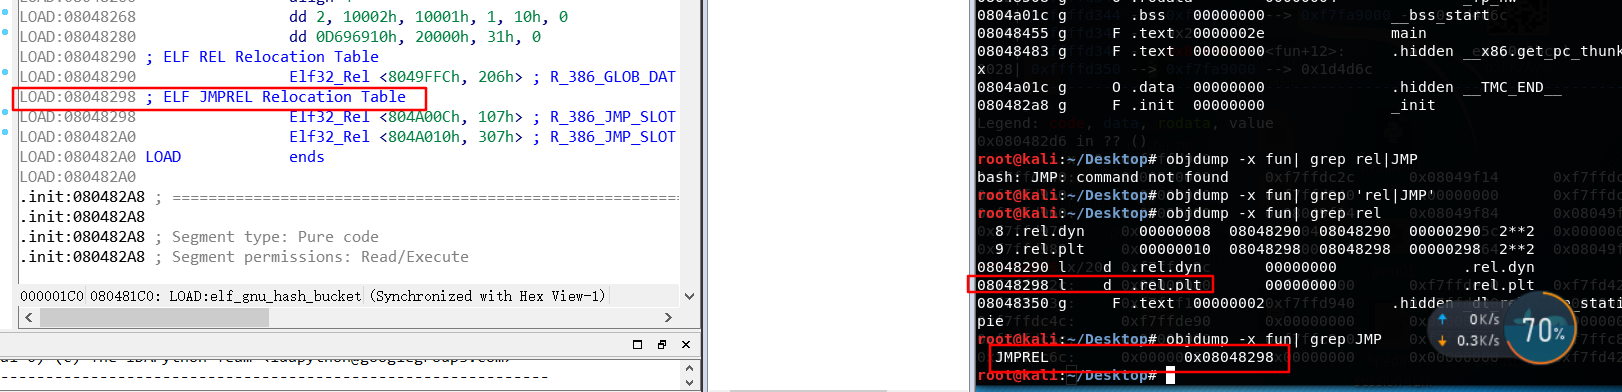 LOAD:08048268 dd 2, 10002h, 10001h, 1, 10h, 0
LOAD:08048280 dd 0D696910h, 20000h, 31h, 0
LOAD:08048290 ; ELF REL Relocation Table
LOAD:08048290 Elf32_Rel <8049FFCh, 206h> ; R_386_GLOB_DAT
LOAD:08048298 ; ELF JMPREL Relocation Table
LOAD:08048298 Elf32_Rel <804A00Ch, 107h> ; R_386_JMP_SLOT
LOAD:080482A0 Elf32_Rel <804A010h, 307h> ; R_386_JMP_SLOT
LOAD:080482A0 LOAD ends
LOAD:080482A0
.init:080482A8 ; ==========================================================
.init:080482A8
.init:080482A8 ; Segment type: Pure code
.init:080482A8 ; Segment permissions: Read/Execute
000001C0 080481C0: LOAD:elf_gnu_hash_bucket (Synchronized with Hex View-1)
0804a01c g O .bss 00000000 __bss_start
08048455 g F .text 0000002e main
08048483 g F .text 00000000 .hidden __x86.get_pc_thunk
x
0804a01c g O .data 00000000 .hidden __TMC_END__
080482a8 g F .init 00000000 _init
Legend: code, data, rodata, value
0x080482d6 in ?? ()
root@kali:~/Desktop# objdump -x fun| grep rel|JMP
bash: JMP: command not found
root@kali:~/Desktop# objdump -x fun| grep 'rel|JMP'
root@kali:~/Desktop# objdump -x fun| grep rel
8 .rel.dyn 00000008 08048290 08048290 00000290 2**2
9 .rel.plt 00000010 08048298 08048298 00000298 2**2
08048290 l d .rel.dyn 00000000 .rel.dyn
08048298 l d .rel.plt 00000000 .rel.plt
08048350 g F .text 00000002 .hidden
pie
root@kali:~/Desktop# objdump -x fun| grep JMP
JMPREL 0x08048298
root@kali:~/Desktop#
0K/s
0.3K/s
70%